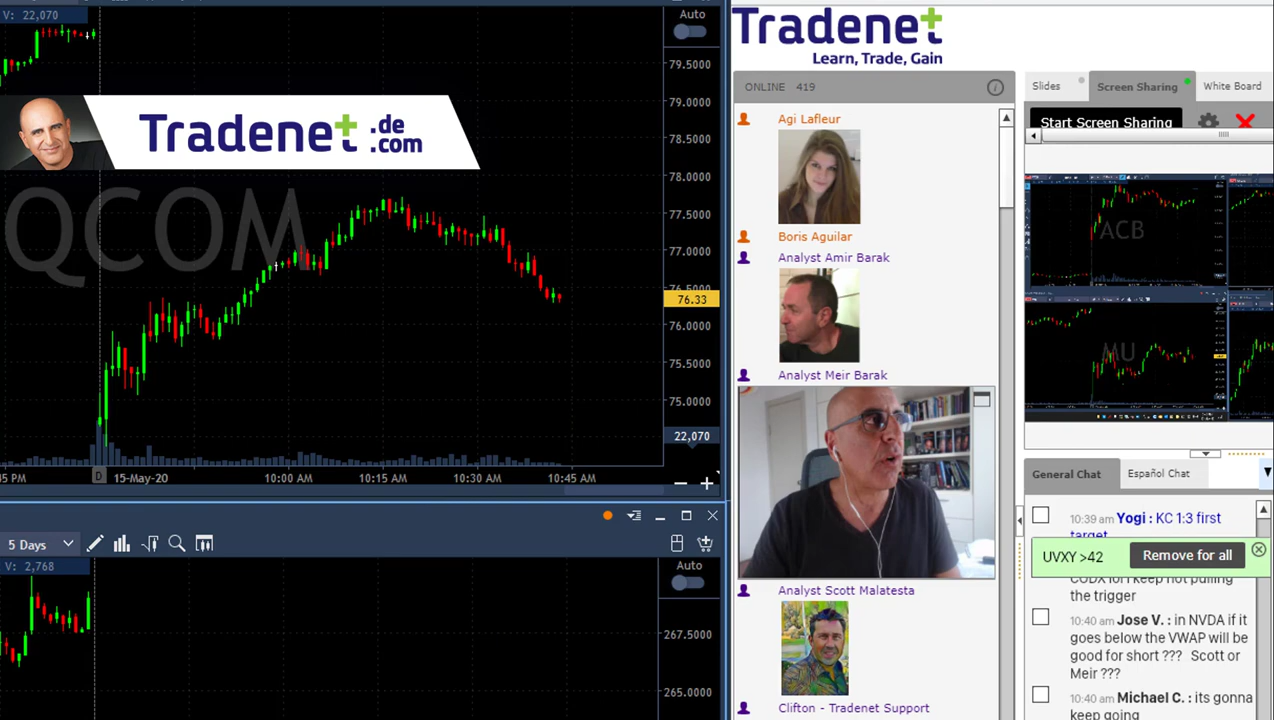 V: 22,070
Auto
79.5000
79.0000
78.5000
78.0000
77.5000
77.0000
76.5000
76.33
76.0000
75.5000
75.0000
22,070
Tradenet .de
.com
QCOM
D
15-May-20
10:00 AM
10:15 AM
10:30 AM
10:45 AM
5 Days
V: 2,768
Auto
267.5000
265.0000
Tradenet
Learn, Trade, Gain
ONLINE 419
Agi Lafleur
Boris Aguilar
Analyst Amir Barak
Analyst Meir Barak
Analyst Scott Malatesta
Clifton - Tradenet Support
Slides
Screen Sharing
White Board
Start Screen Sharing
ACB
MU
General Chat
Español Chat
10:39 am Yogi : KC 1:3 first
target
UVXY >42
Remove for all
the trigger
10:40 am Jose V. : in NVDA if it
goes below the VWAP will be
good for short ??? Scott or
Meir ???
10:40 am Michael C. : its gonna
keep going